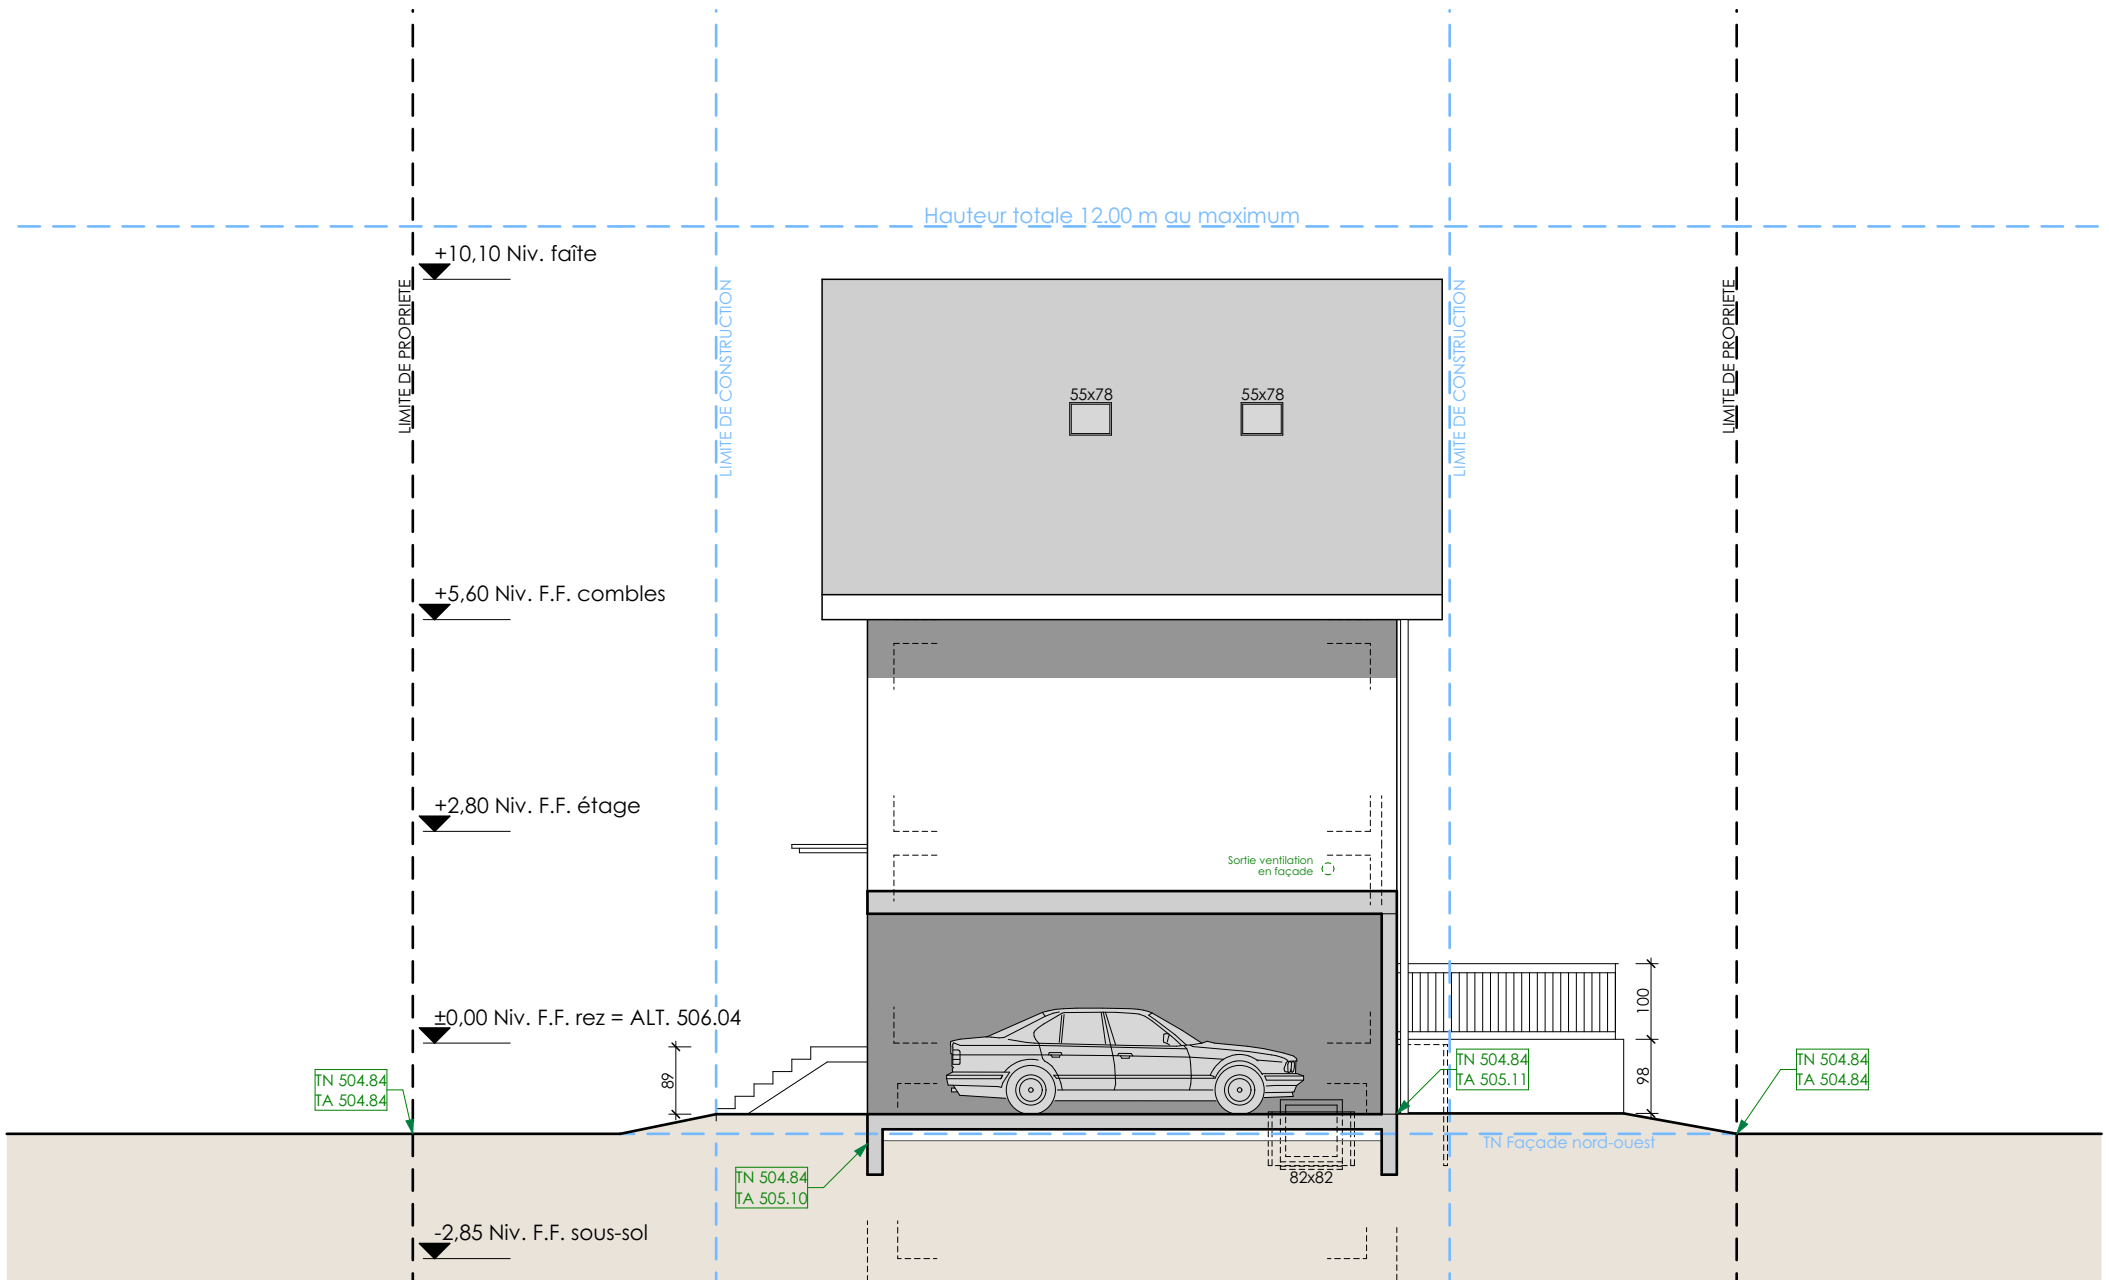 Hauteur totale 12.00 m au maximum
+10,10 Niv. faîte
LIMITE DE PROPRIETE
LIMITE DE CONSTRUCTION
LIMITE DE CONSTRUCTION
LIMITE DE PROPRIETE
55x78
55x78
+5,60 Niv. F.F. combles
+2,80 Niv. F.F. étage
Sortie ventilation
en façade
±0,00 Niv. F.F. rez = ALT. 506.04
100
89
98
TN 504.84
TA 504.84
TN 504.84
TA 505.11
TN 504.84
TA 504.84
TN Façade nord-ouest
TN 504.84
TA 505.10
82x82
-2,85 Niv. F.F. sous-sol